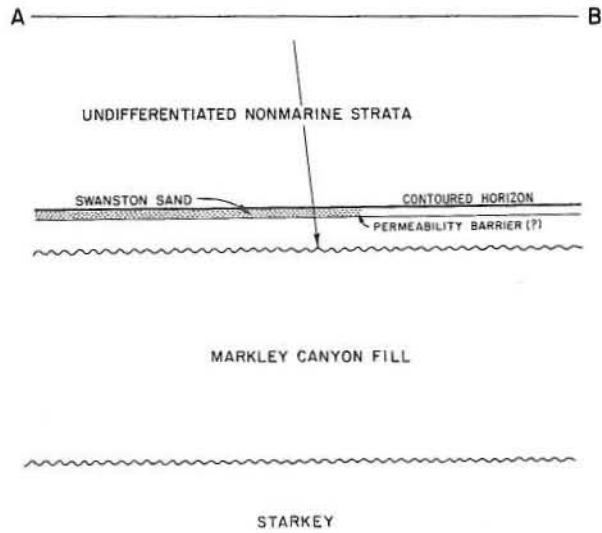 A B
UNDIFFERENTIATED NONMARINE STRATA
SWANSTON SAND CONTOURED HORIZON
PERMEABILITY BARRIER (?)
MARKLEY CANYON FILL
STARKEY